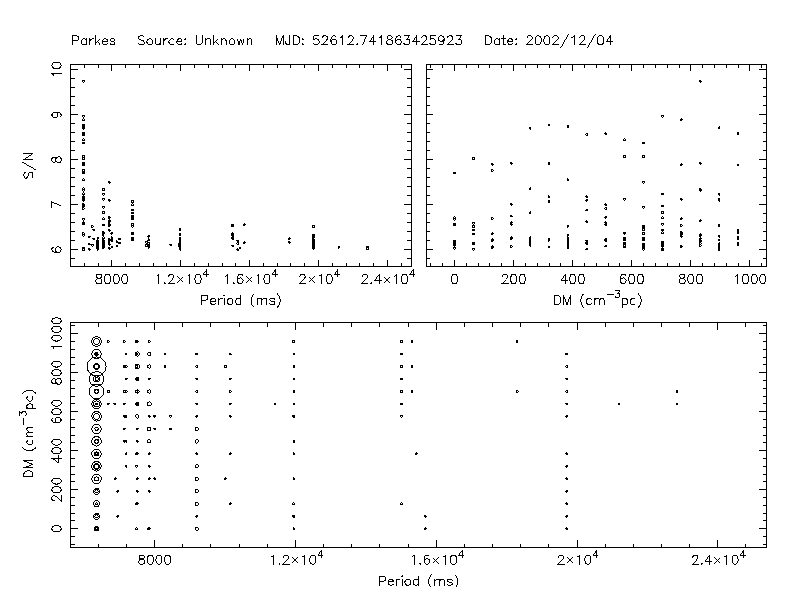 Parkes Source: Unknown MJD: 52612.741863425923 Date: 2002/12/04
10
9
8
7
6
S/N
8000 1.2×10⁴ 1.6×10⁴ 2×10⁴ 2.4×10⁴
Period (ms)
0 200 400 600 800 1000
DM (cm⁻³pc)
1000
800
600
400
200
0
DM (cm⁻³pc)
8000 1.2×10⁴ 1.6×10⁴ 2×10⁴ 2.4×10⁴
Period (ms)